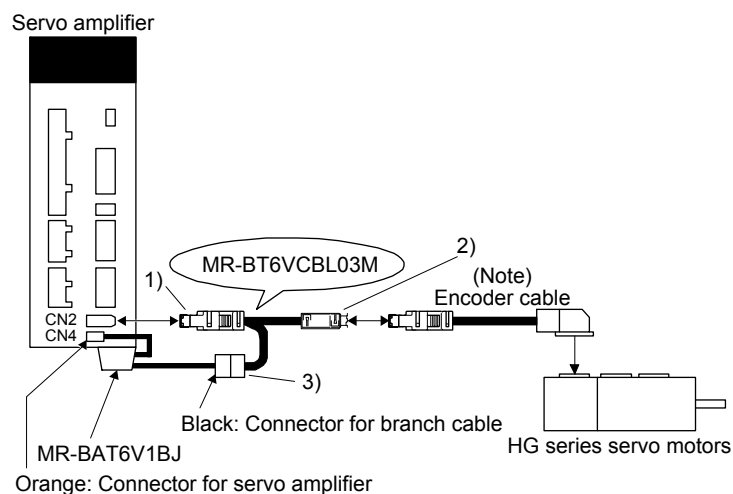 Servo amplifier
1)
MR-BT6VCBL03M
2)
(Note)
Encoder cable
CN2
CN4
3)
Black: Connector for branch cable
MR-BAT6V1BJ
HG series servo motors
Orange: Connector for servo amplifier